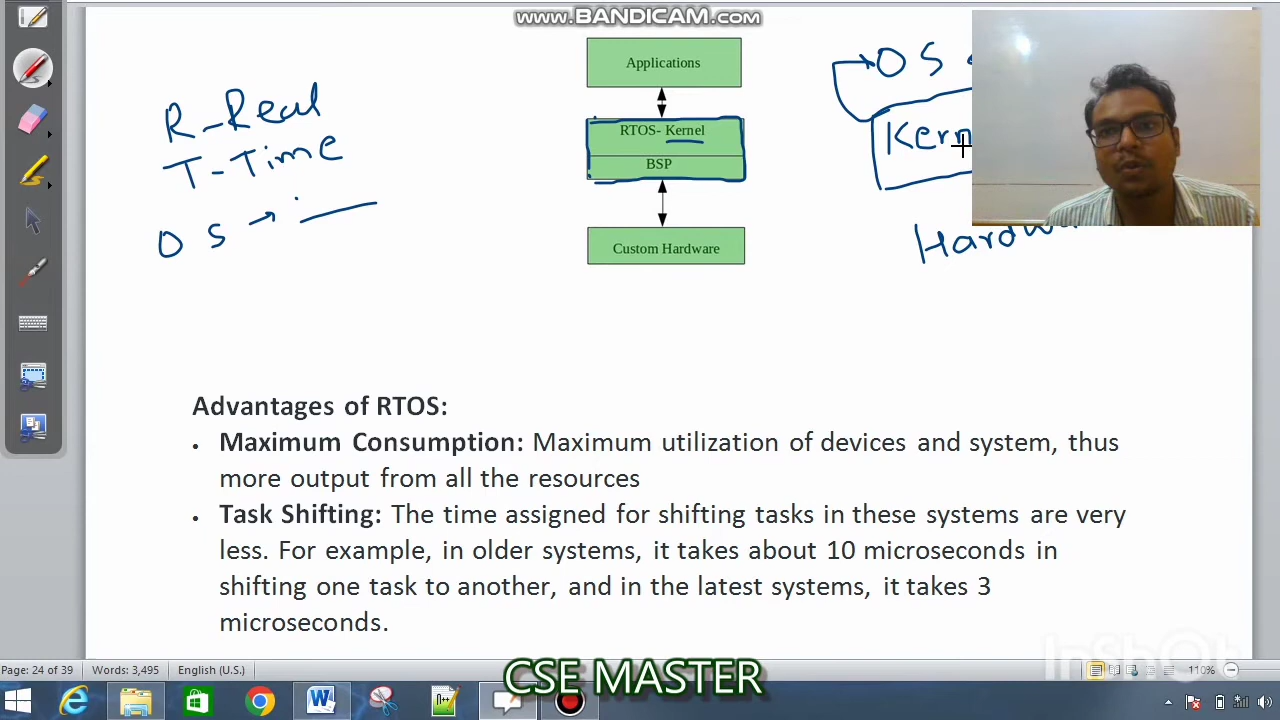 www.BANDICAM.com
Applications
RTOS- Kernel
BSP
Custom Hardware
R-Real
T-Time
O S →
O S
Advantages of RTOS:
• Maximum Consumption: Maximum utilization of devices and system, thus
more output from all the resources
• Task Shifting: The time assigned for shifting tasks in these systems are very
less. For example, in older systems, it takes about 10 microseconds in
shifting one task to another, and in the latest systems, it takes 3
microseconds.
InShOt
Page: 24 of 39 Words: 3,495 English (U.S.) 110%
CSE MASTER